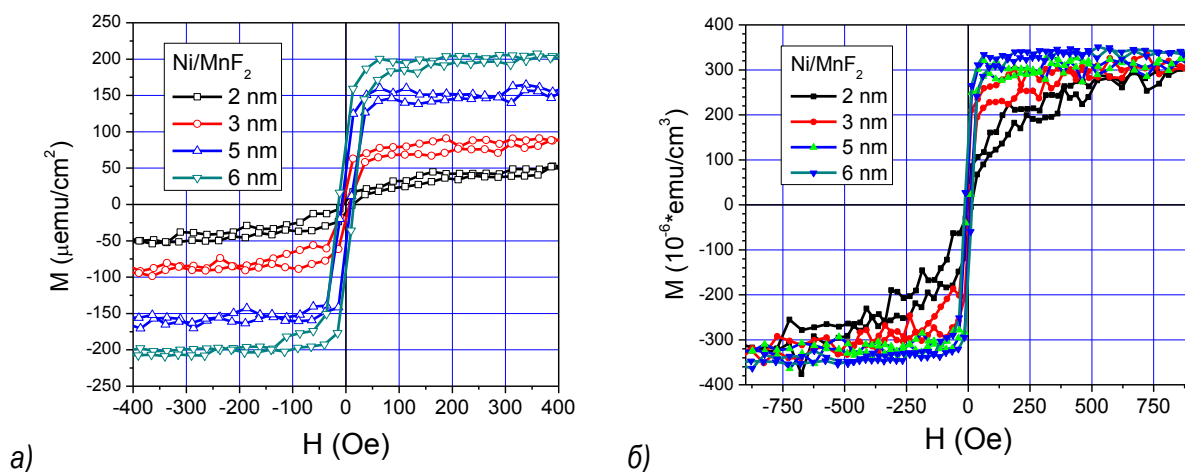 250
200
150
100
50
0
-50
-100
-150
-200
-250
M (µemu/cm²)
Ni/MnF₂
2 nm
3 nm
5 nm
6 nm
-400 -300 -200 -100 0 100 200 300 400
H (Oe)
а)
400
300
200
100
0
-100
-200
-300
-400
M (10⁻⁶*emu/cm³)
Ni/MnF₂
2 nm
3 nm
5 nm
6 nm
-750 -500 -250 0 250 500 750
H (Oe)
б)